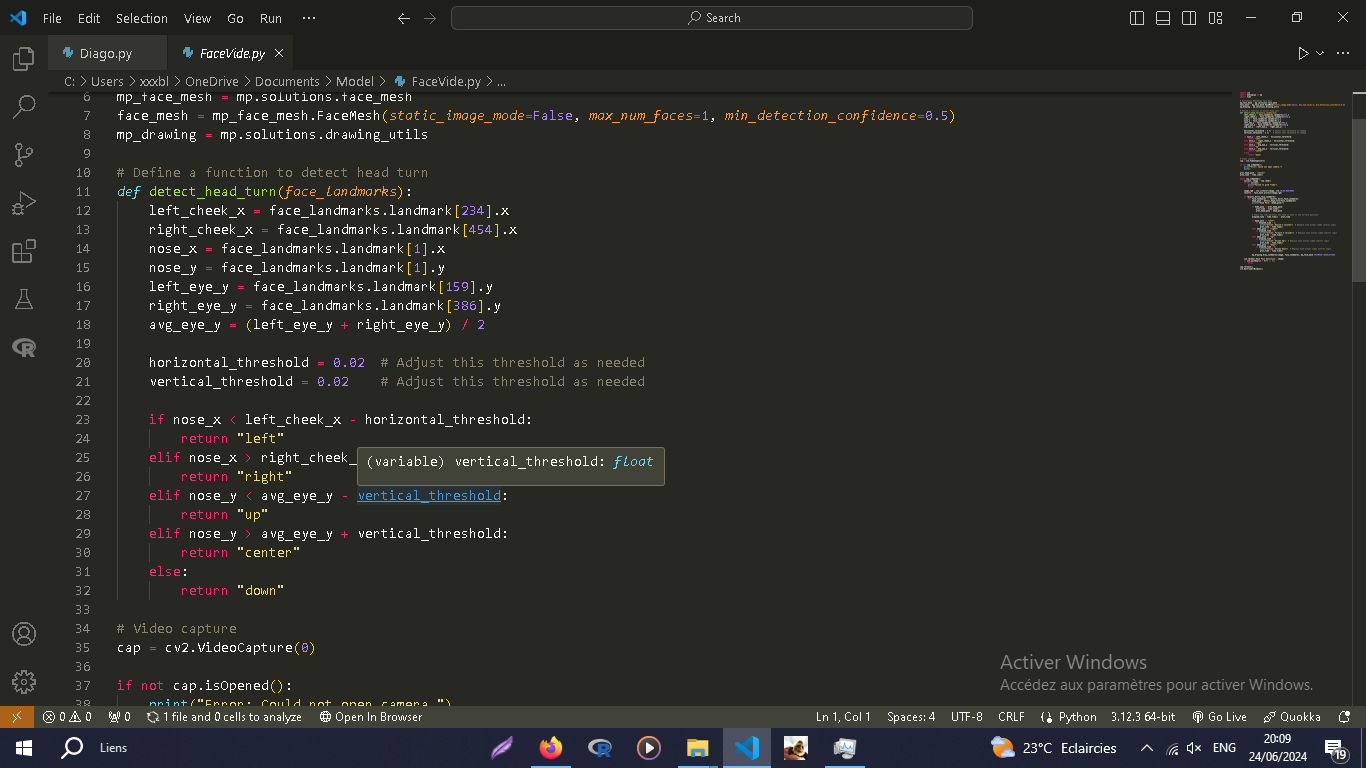 File Edit Selection View Go Run ··· Search
Diago.py FaceVide.py
C: > Users > xxxbl > OneDrive > Documents > Model > FaceVide.py > ...
6 mp_face_mesh = mp.solutions.face_mesh
7 face_mesh = mp_face_mesh.FaceMesh(static_image_mode=False, max_num_faces=1, min_detection_confidence=0.5)
8 mp_drawing = mp.solutions.drawing_utils
9
10 # Define a function to detect head turn
11 def detect_head_turn(face_landmarks):
12     left_cheek_x = face_landmarks.landmark[234].x
13     right_cheek_x = face_landmarks.landmark[454].x
14     nose_x = face_landmarks.landmark[1].x
15     nose_y = face_landmarks.landmark[1].y
16     left_eye_y = face_landmarks.landmark[159].y
17     right_eye_y = face_landmarks.landmark[386].y
18     avg_eye_y = (left_eye_y + right_eye_y) / 2
19
20     horizontal_threshold = 0.02  # Adjust this threshold as needed
21     vertical_threshold = 0.02    # Adjust this threshold as needed
22
23     if nose_x < left_cheek_x - horizontal_threshold:
24         return "left"
25     elif nose_x > right_cheek_
(variable) vertical_threshold: float
26         return "right"
27     elif nose_y < avg_eye_y - vertical_threshold:
28         return "up"
29     elif nose_y > avg_eye_y + vertical_threshold:
30         return "center"
31     else:
32         return "down"
33
34 # Video capture
35 cap = cv2.VideoCapture(0)
36
37 if not cap.isOpened():
38     print("Error: Could not open camera.")
Activer Windows
Accédez aux paramètres pour activer Windows.
0 0 0 1 file and 0 cells to analyze Open In Browser Ln 1, Col 1 Spaces: 4 UTF-8 CRLF Python 3.12.3 64-bit Go Live Quokka
Liens 23°C Eclaircies ENG 20:09
24/06/2024 19